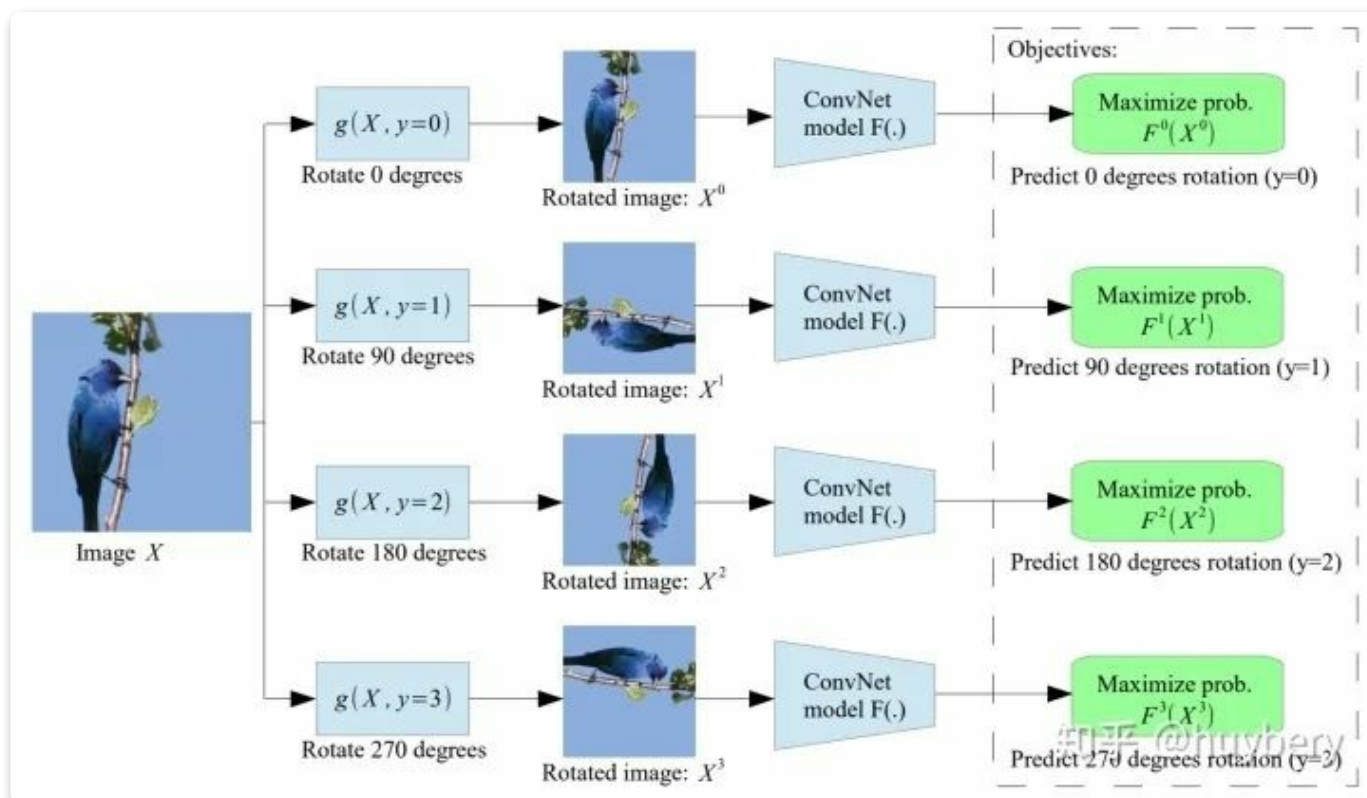 Objectives:
g(X, y=0)
Rotate 0 degrees
Rotated image: X⁰
ConvNet
model F(.)
Maximize prob.
F⁰(X⁰)
Predict 0 degrees rotation (y=0)
g(X, y=1)
Rotate 90 degrees
Rotated image: X¹
ConvNet
model F(.)
Maximize prob.
F¹(X¹)
Predict 90 degrees rotation (y=1)
Image X
g(X, y=2)
Rotate 180 degrees
Rotated image: X²
ConvNet
model F(.)
Maximize prob.
F²(X²)
Predict 180 degrees rotation (y=2)
g(X, y=3)
Rotate 270 degrees
Rotated image: X³
ConvNet
model F(.)
Maximize prob.
F³(X³)
Predict 270 degrees rotation (y=3)
知乎 @huybery